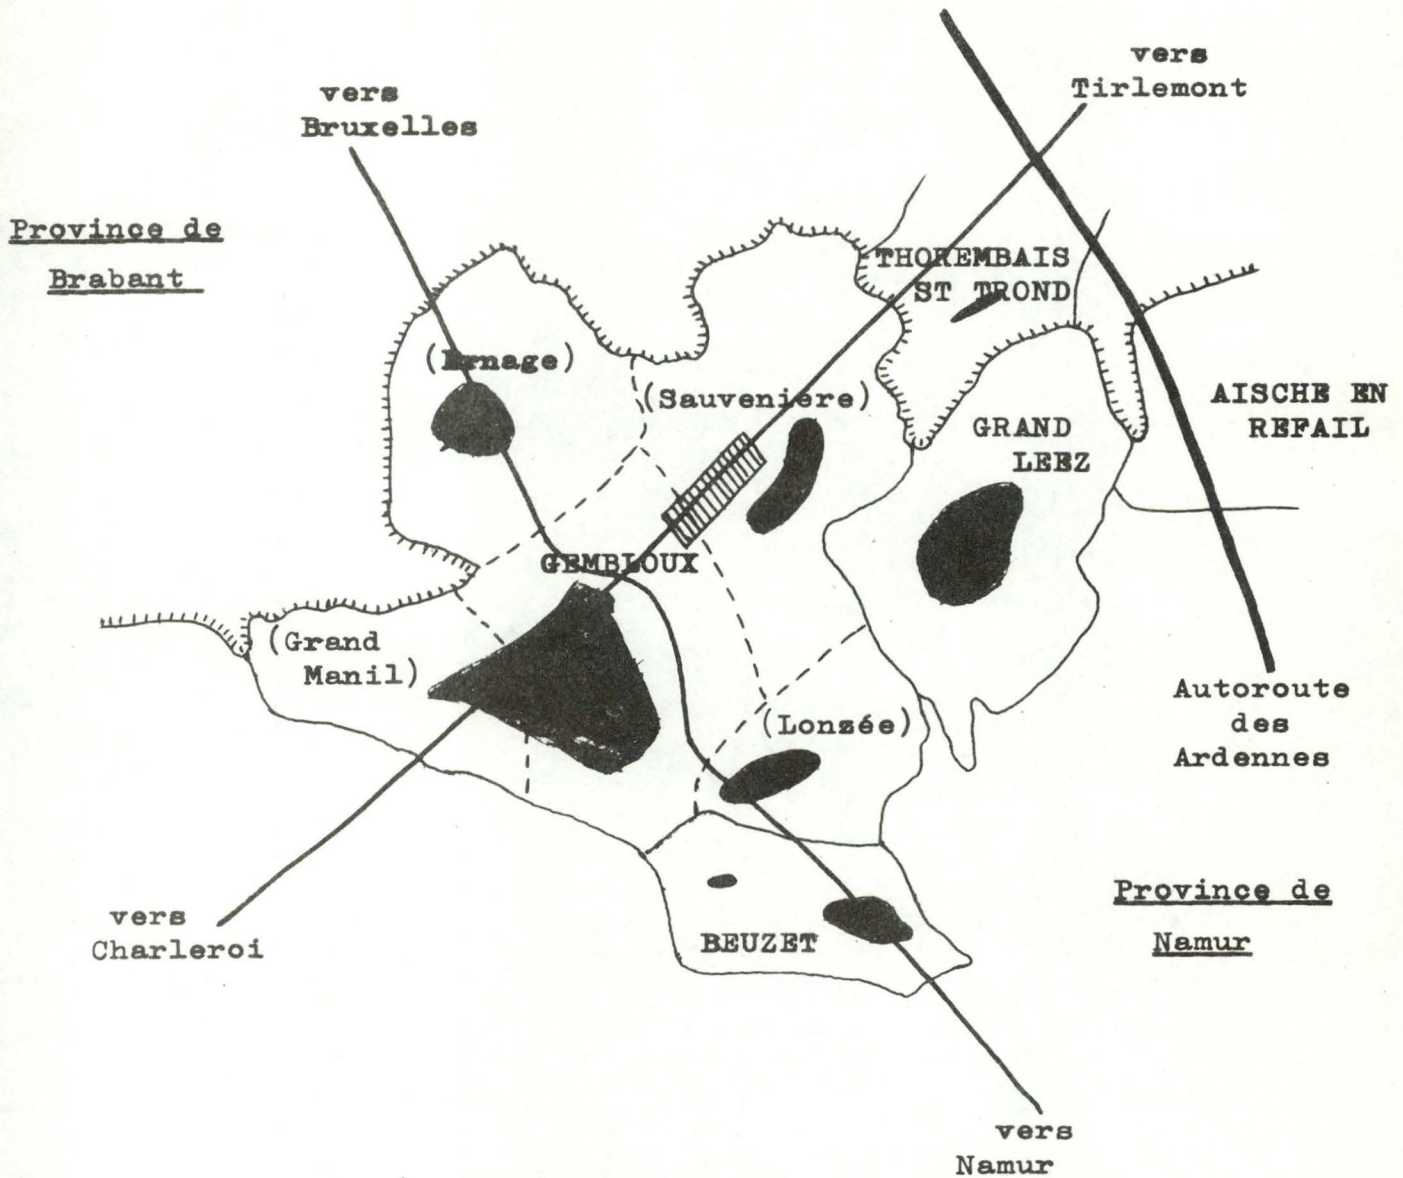 vers
Tirlemont
vers
Bruxelles
Province de
Brabant
THOREMBAIS
ST TROND
(Ernage)
(Sauvenière)
AISCHE EN
REFAIL
GRAND
LEEZ
GEMBLOUX
(Grand
Manil)
Autoroute
des
Ardennes
(Lonzée)
Province de
Namur
vers
Charleroi
BEUZET
vers
Namur